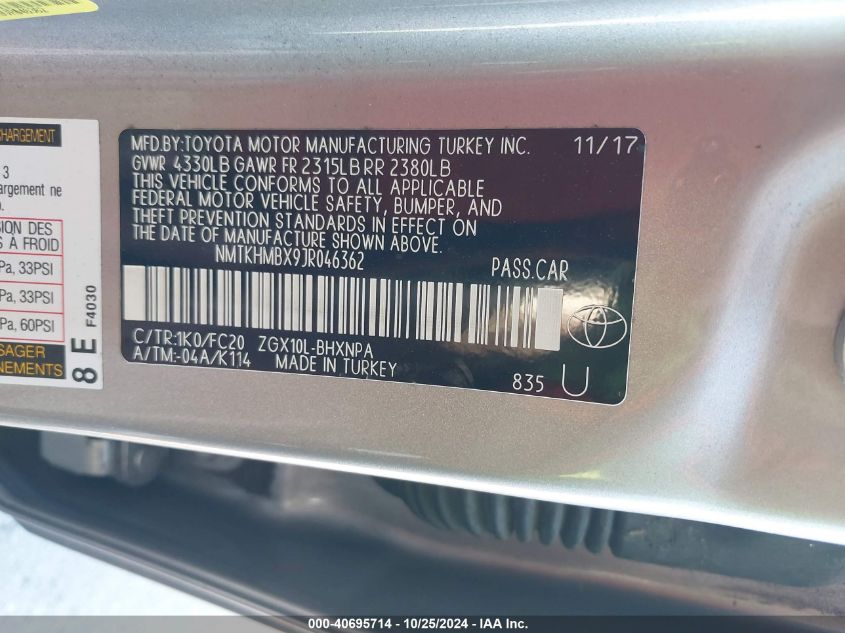 HARGEMENT
3
argement ne
o.
SION DES
S À FROID
Pa, 33PSI
Pa, 33PSI
Pa, 60PSI
SAGER
NEMENTS
8 E
F4030
MFD.BY:TOYOTA MOTOR MANUFACTURING TURKEY INC. 11/17
GVWR 4330LB GAWR FR 2315LB RR 2380LB
THIS VEHICLE CONFORMS TO ALL APPLICABLE
FEDERAL MOTOR VEHICLE SAFETY, BUMPER, AND
THEFT PREVENTION STANDARDS IN EFFECT ON
THE DATE OF MANUFACTURE SHOWN ABOVE.
NMTKHMBX9JR046362 PASS.CAR
C/TR:1K0/FC20 ZGX10L-BHXNPA
A/TM:-04A/K114 MADE IN TURKEY
835 U
000-40695714 - 10/25/2024 - IAA Inc.